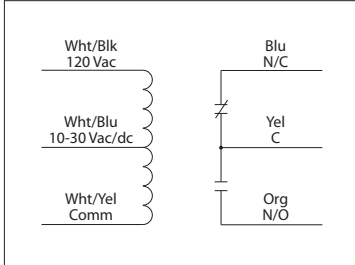 Wht/Blk
120 Vac
Wht/Blu
10-30 Vac/dc
Wht/Yel
Comm
Blu
N/C
Yel
C
Org
N/O